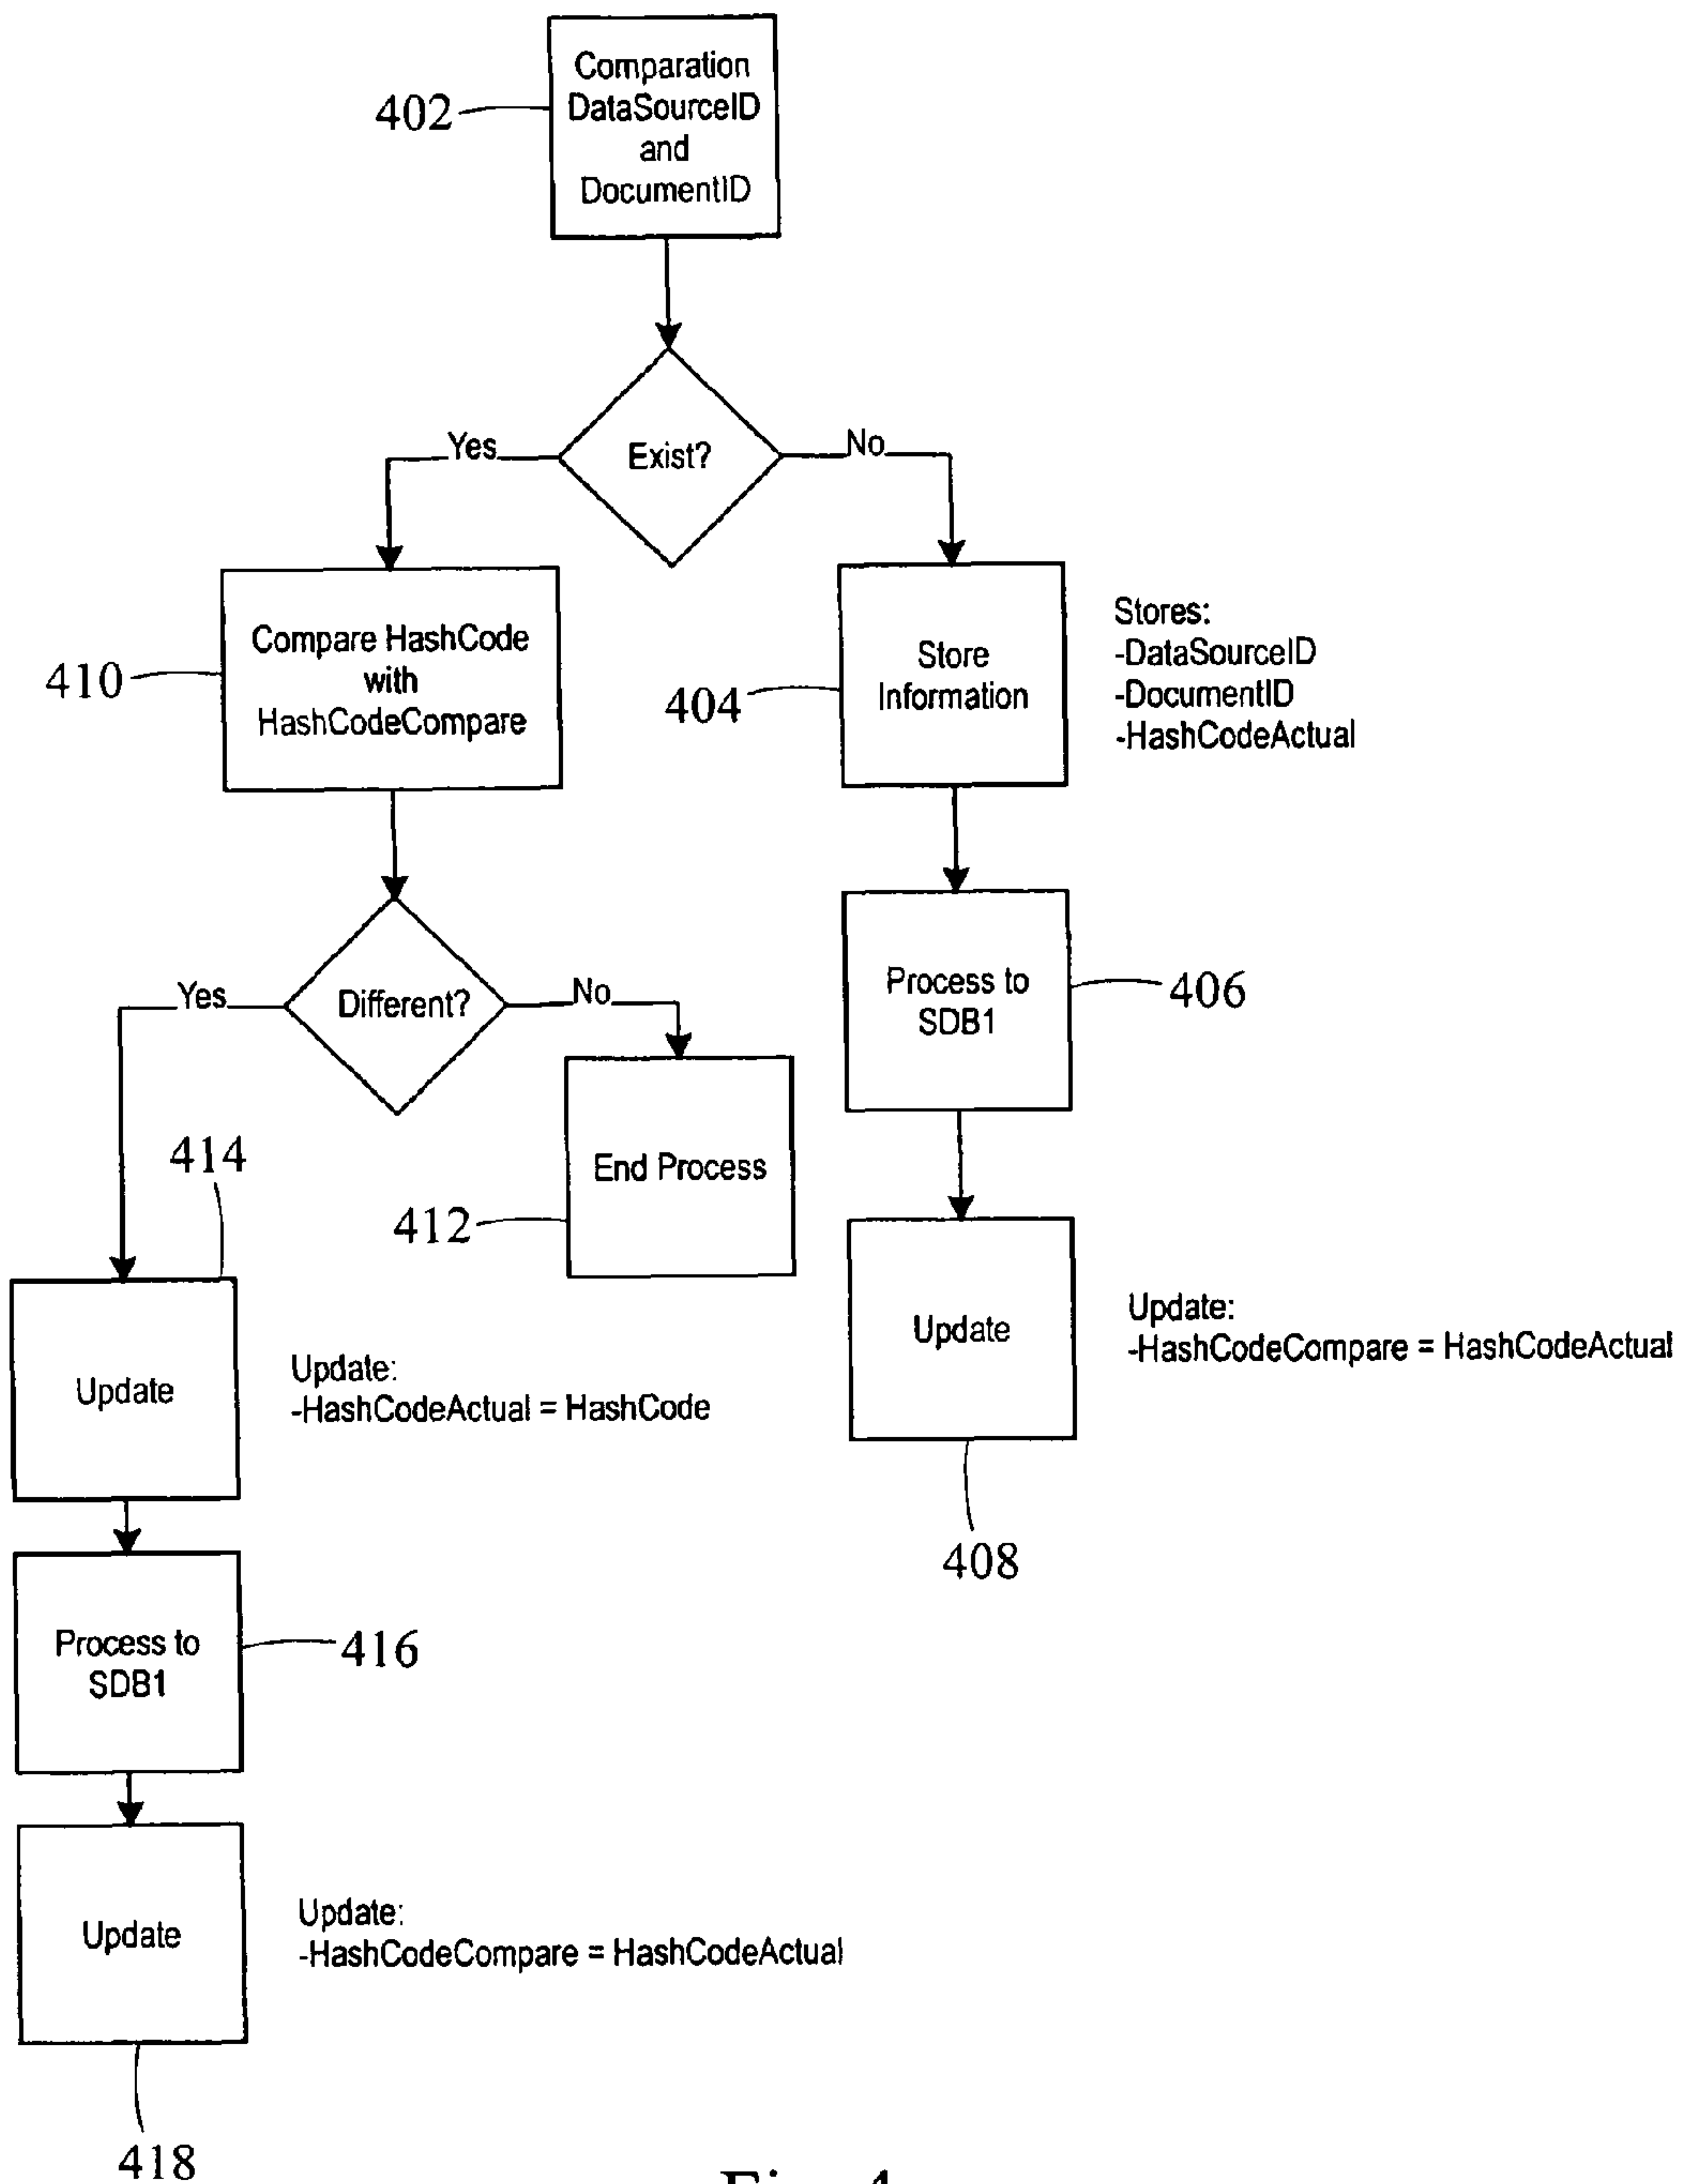 Comparation
DataSourceID
and
DocumentID
402
Exist?
Yes
No
Compare HashCode
with
HashCodeCompare
410
Store
Information
404
Stores:
-DataSourceID
-DocumentID
-HashCodeActual
Process to
SDB1
406
Different?
Yes
No
End Process
412
414
Update
Update:
-HashCodeActual = HashCode
Update
Update:
-HashCodeCompare = HashCodeActual
408
Process to
SDB1
416
Update
Update:
-HashCodeCompare = HashCodeActual
418